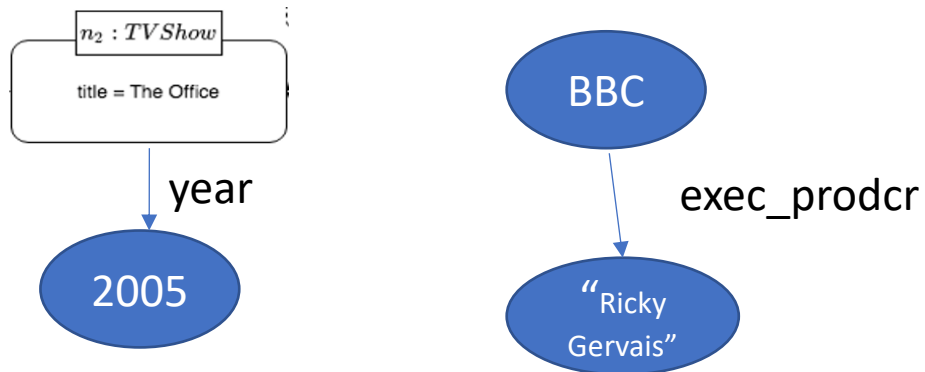 n₂ : TVShow
title = The Office
year
2005
BBC
exec_prodcr
“Ricky
Gervais”